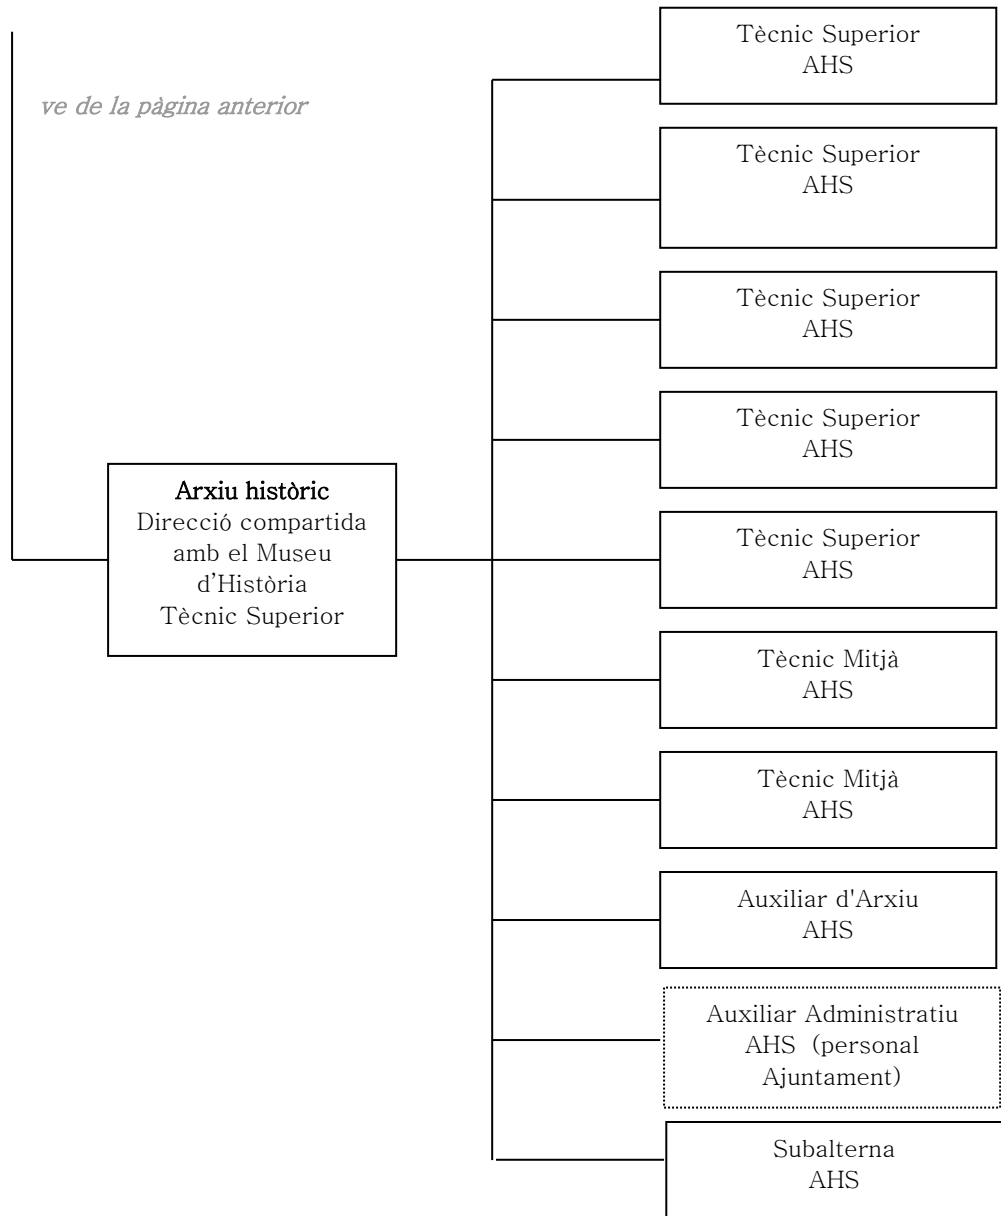 Tècnic Superior
AHS
ve de la pàgina anterior
Tècnic Superior
AHS
Tècnic Superior
AHS
Tècnic Superior
AHS
Arxiu històric
Direcció compartida
amb el Museu
d’Història
Tècnic Superior
Tècnic Superior
AHS
Tècnic Mitjà
AHS
Tècnic Mitjà
AHS
Auxiliar d'Arxiu
AHS
Auxiliar Administratiu
AHS (personal
Ajuntament)
Subalterna
AHS